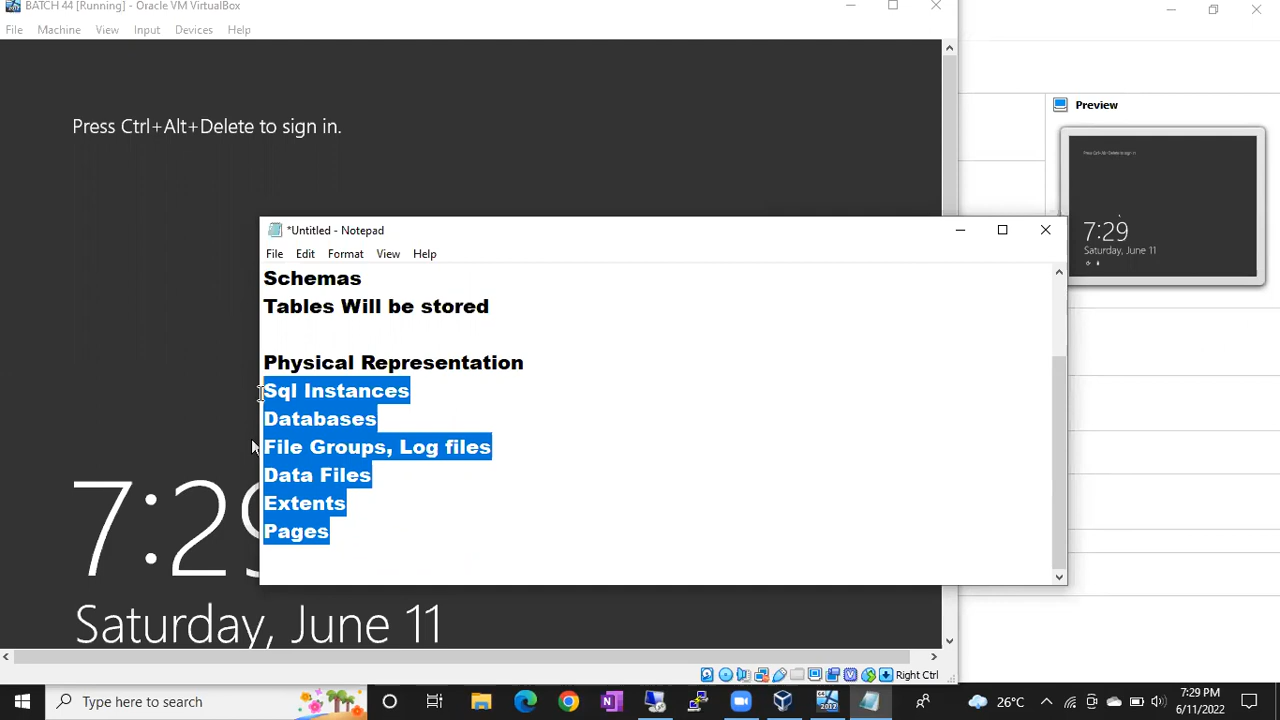 BATCH 44 [Running] - Oracle VM VirtualBox
File Machine View Input Devices Help
Press Ctrl+Alt+Delete to sign in.
Preview
7:29
Saturday, June 11
*Untitled - Notepad
File Edit Format View Help
Schemas
Tables Will be stored
Physical Representation
Sql Instances
Databases
File Groups, Log files
Data Files
Extents
Pages
7:29
Saturday, June 11
Right Ctrl
Type here to search
26°C
7:29 PM
6/11/2022